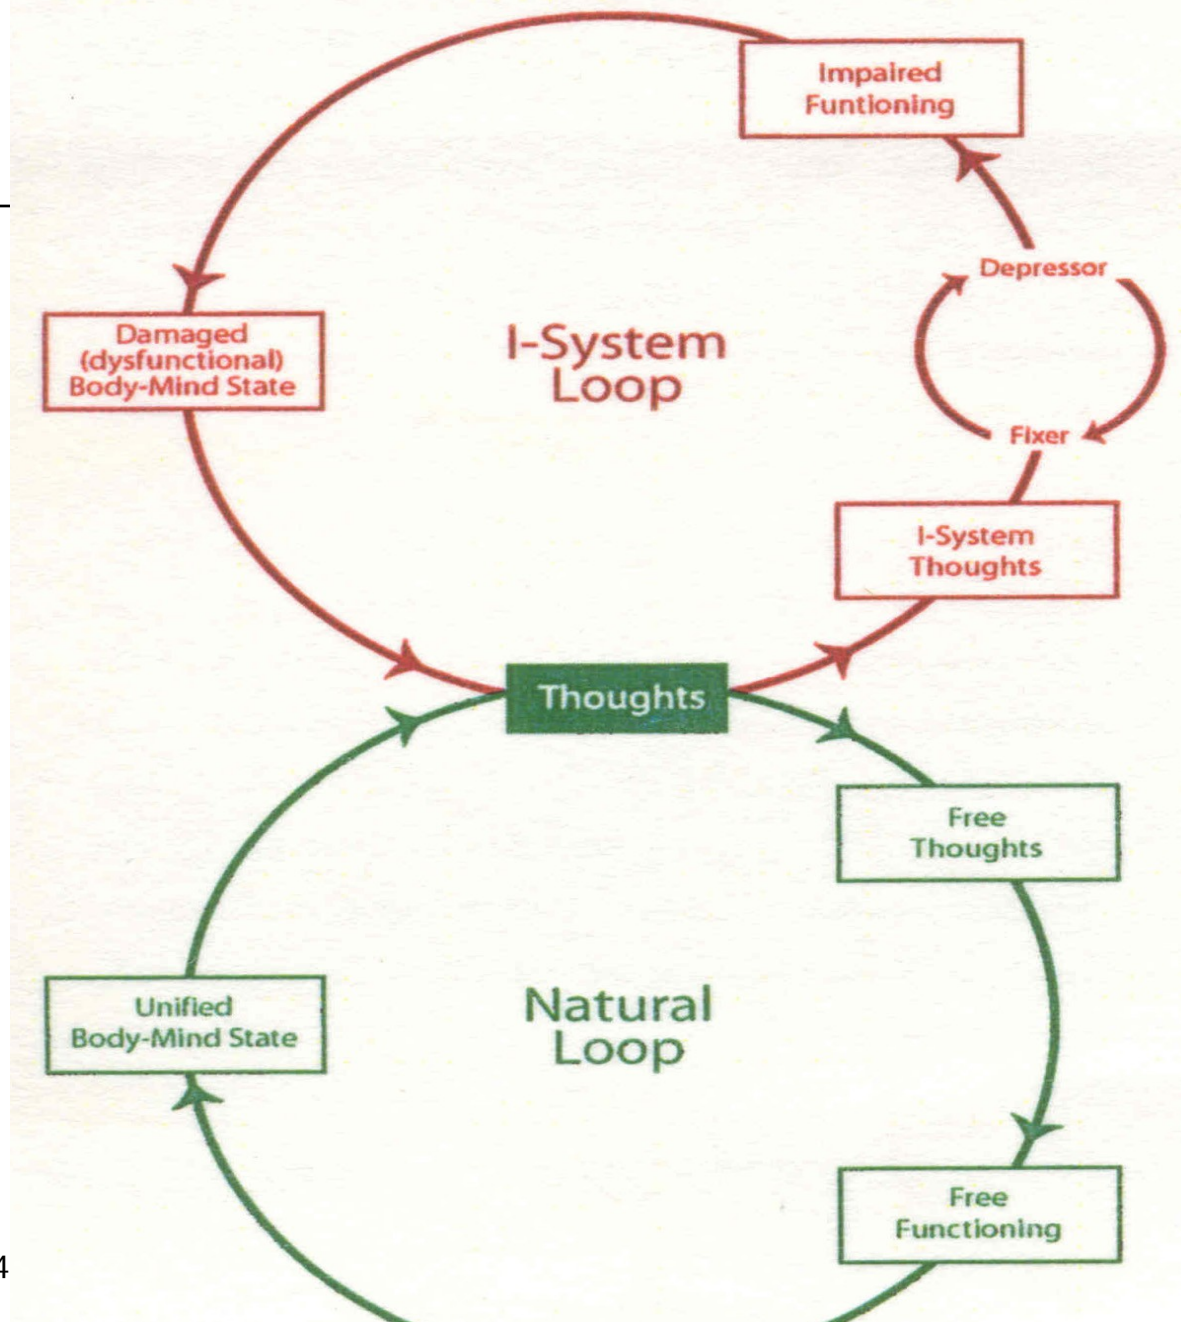 Impaired
Funtioning
Depressor
Damaged
(dysfunctional)
Body-Mind State
I-System
Loop
Fixer
I-System
Thoughts
Thoughts
Free
Thoughts
Unified
Body-Mind State
Natural
Loop
Free
Functioning
4